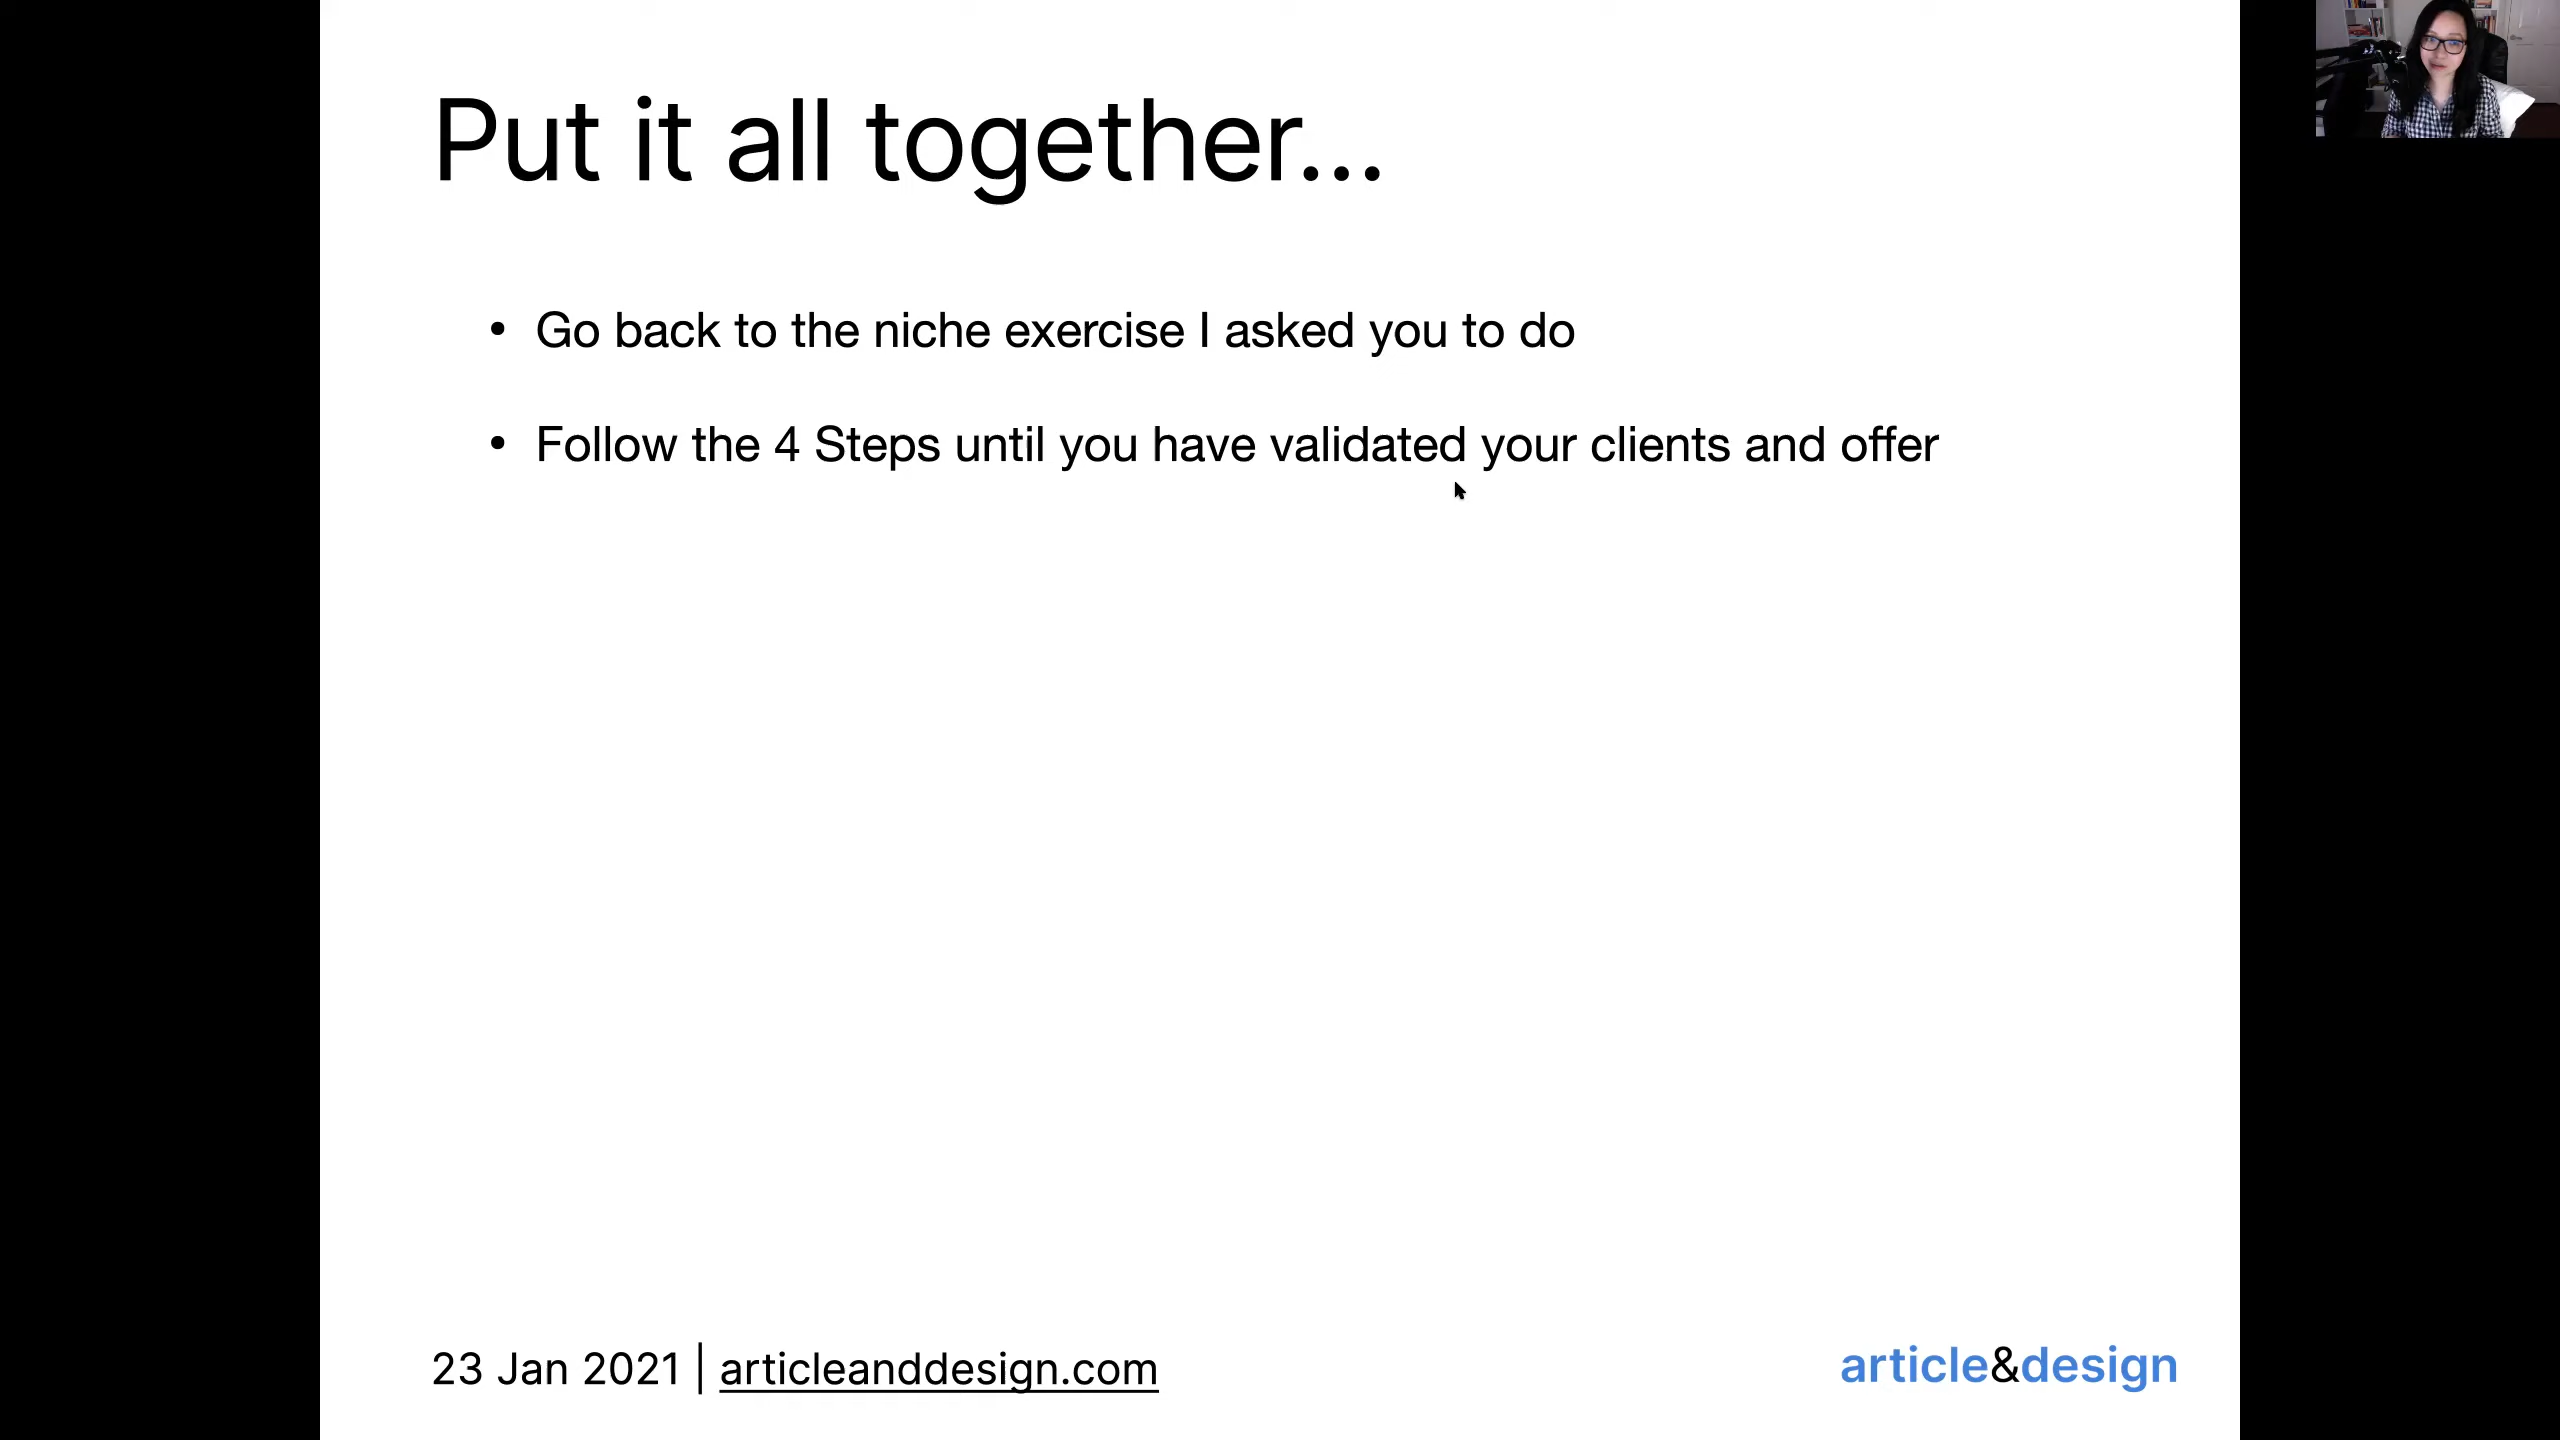 Put it all together...
• Go back to the niche exercise I asked you to do
• Follow the 4 Steps until you have validated your clients and offer
23 Jan 2021 | articleanddesign.com
article&design